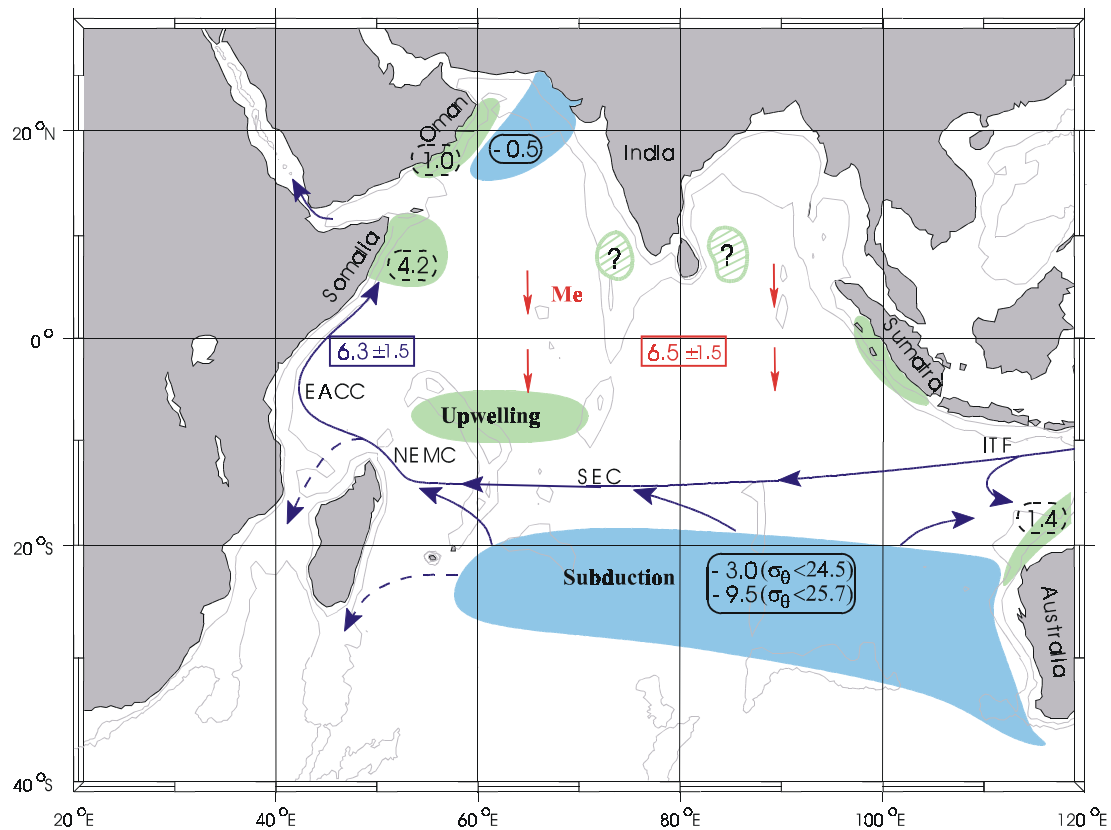 Oman
20 °N
1.0
- 0.5
India
Somalia
4.2
?
?
Me
Sumatra
0 °
6.3 ±1.5
6.5 ±1.5
EACC
Upwelling
NEMC
ITF
SEC
1.4
20 °S
Subduction
- 3.0 (σθ <24.5)
- 9.5 (σθ <25.7)
Australia
40 °S
20 °E 40 °E 60 °E 80 °E 100 °E 120 °E